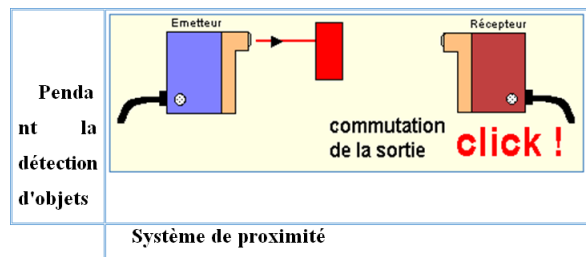 Emetteur
Récepteur
Penda
nt la
détection
d'objets
commutation
de la sortie
click !
Système de proximité